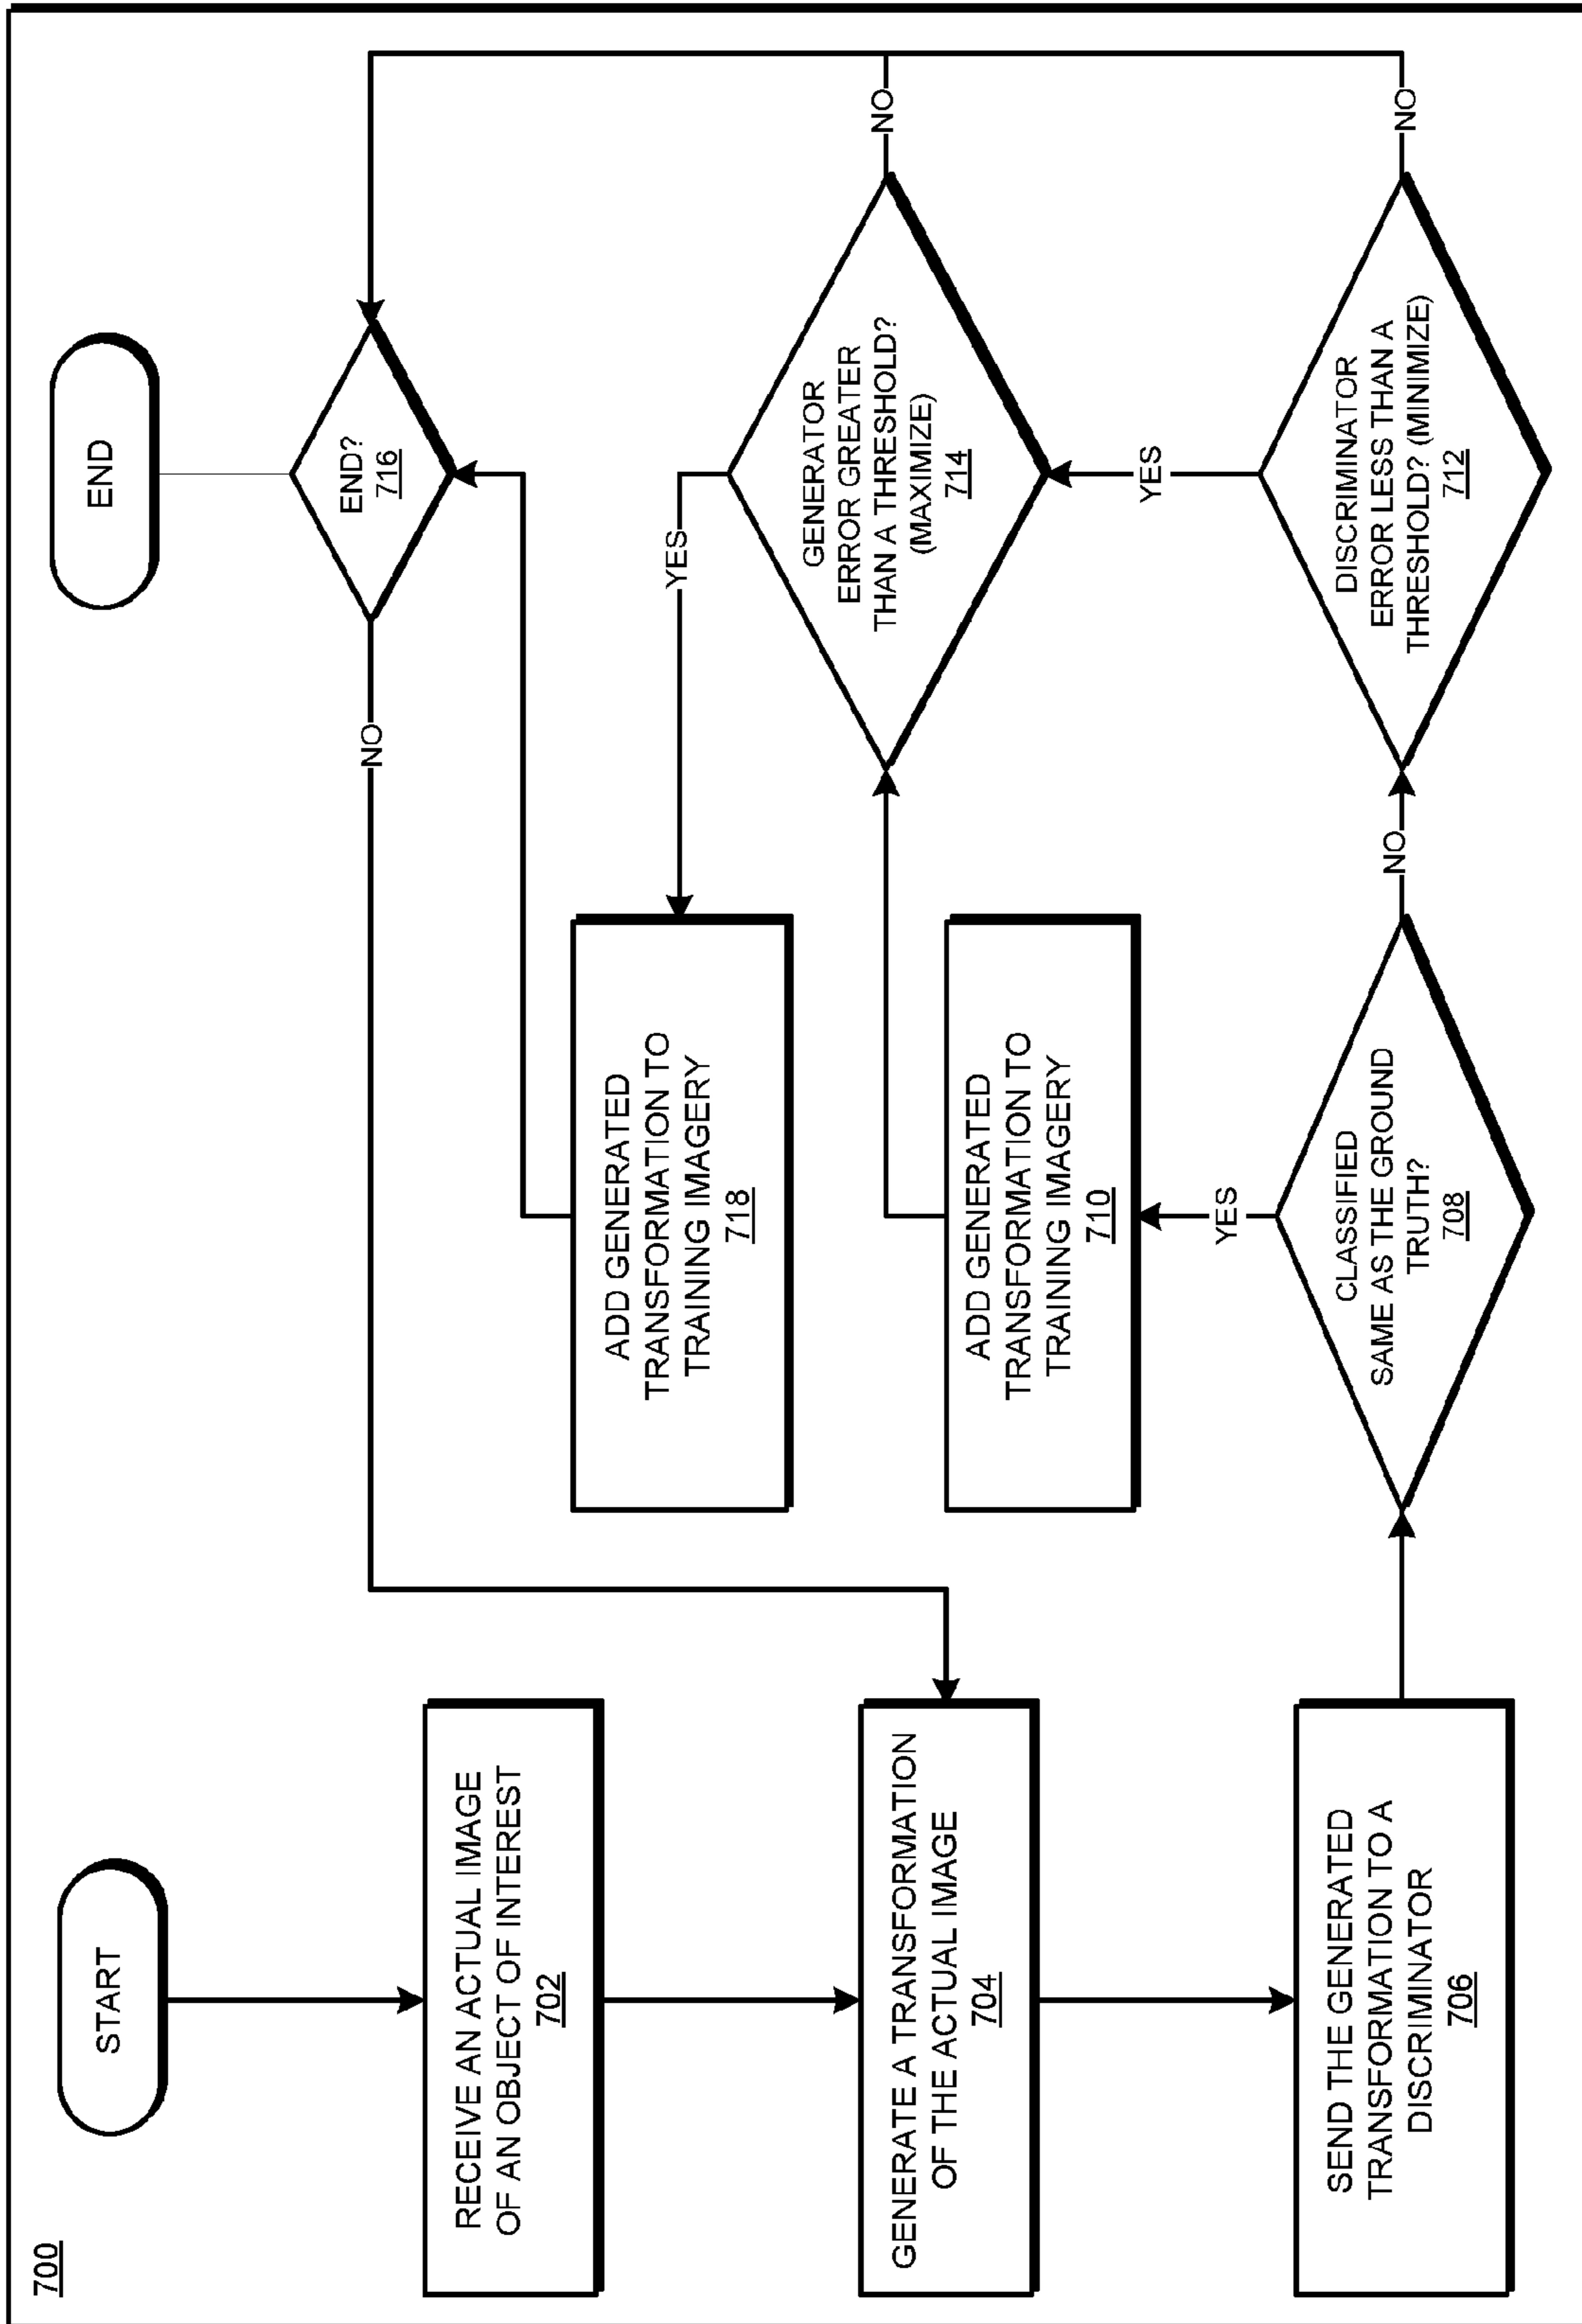 700
START
RECEIVE AN ACTUAL IMAGE
OF AN OBJECT OF INTEREST
702
GENERATE A TRANSFORMATION
OF THE ACTUAL IMAGE
704
SEND THE GENERATED
TRANSFORMATION TO A
DISCRIMINATOR
706
CLASSIFIED
SAME AS THE GROUND
TRUTH?
708
YES
NO
ADD GENERATED
TRANSFORMATION TO
TRAINING IMAGERY
710
DISCRIMINATOR
ERROR LESS THAN A
THRESHOLD? (MINIMIZE)
712
YES
NO
GENERATOR
ERROR GREATER
THAN A THRESHOLD?
(MAXIMIZE)
714
YES
NO
ADD GENERATED
TRANSFORMATION TO
TRAINING IMAGERY
718
END?
716
NO
END